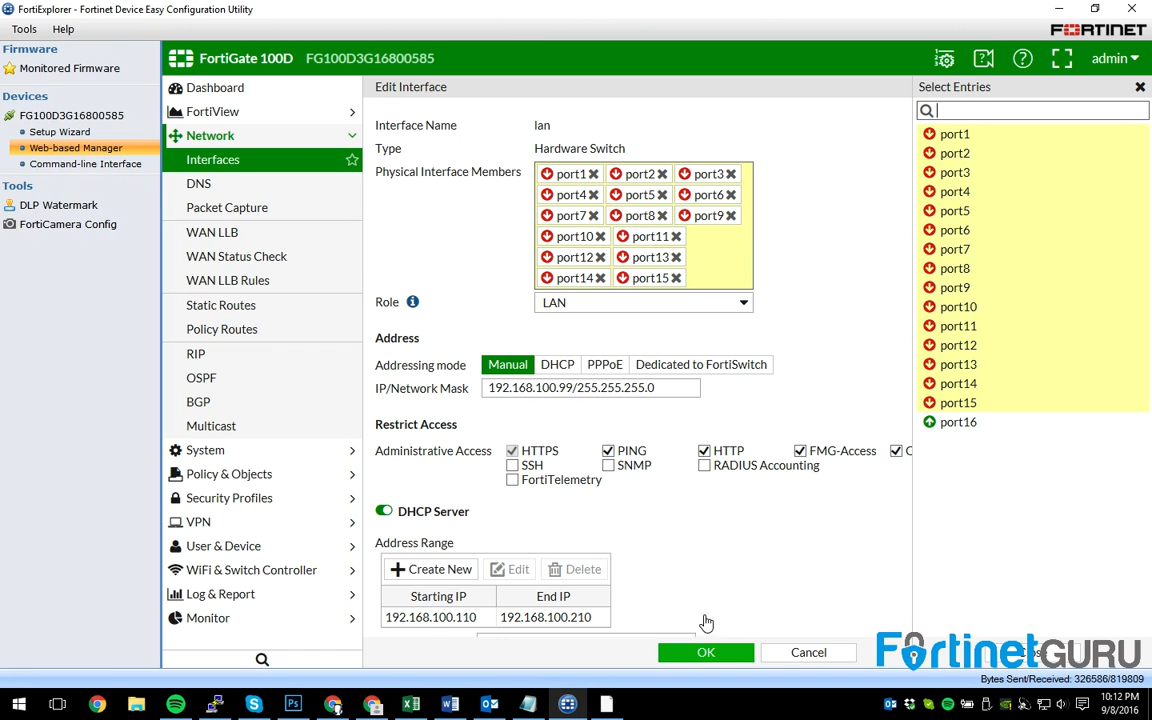 FortiExplorer - Fortinet Device Easy Configuration Utility
Tools Help
FORTINET
Firmware
Monitored Firmware
Devices
FG100D3G16800585
Setup Wizard
Web-based Manager
Command-line Interface
Tools
DLP Watermark
FortiCamera Config
FortiGate 100D FG100D3G16800585
admin
Dashboard
FortiView
Network
Interfaces
DNS
Packet Capture
WAN LLB
WAN Status Check
WAN LLB Rules
Static Routes
Policy Routes
RIP
OSPF
BGP
Multicast
System
Policy & Objects
Security Profiles
VPN
User & Device
WiFi & Switch Controller
Log & Report
Monitor
Edit Interface
Interface Name lan
Type Hardware Switch
Physical Interface Members port1 port2 port3
port4 port5 port6
port7 port8 port9
port10 port11
port12 port13
port14 port15
Role LAN
Address
Addressing mode Manual DHCP PPPoE Dedicated to FortiSwitch
IP/Network Mask 192.168.100.99/255.255.255.0
Restrict Access
Administrative Access HTTPS PING HTTP FMG-Access
SSH SNMP RADIUS Accounting
FortiTelemetry
DHCP Server
Address Range
Create New Edit Delete
Starting IP End IP
192.168.100.110 192.168.100.210
OK Cancel
Select Entries
port1
port2
port3
port4
port5
port6
port7
port8
port9
port10
port11
port12
port13
port14
port15
port16
FortinetGURU
Bytes Sent/Received: 326586/819809
10:12 PM
9/8/2016